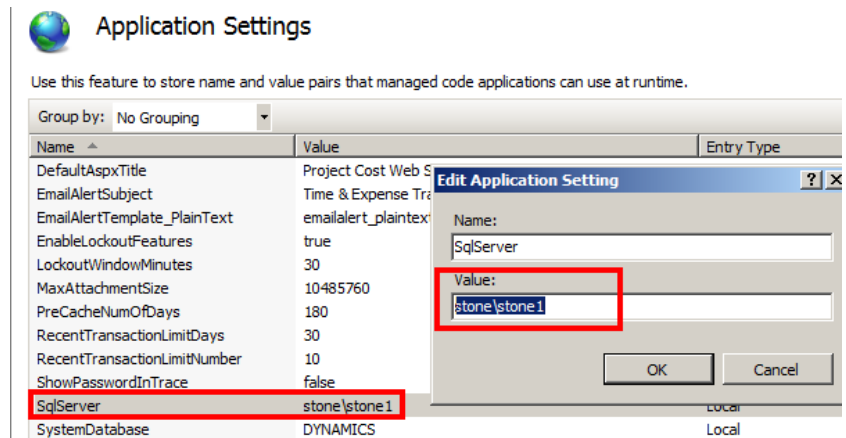 Application Settings
Use this feature to store name and value pairs that managed code applications can use at runtime.
Group by: No Grouping
Name Value Entry Type
DefaultAspxTitle Project Cost Web S
EmailAlertSubject Time & Expense Tra
EmailAlertTemplate_PlainText emailalert_plaintext
EnableLockoutFeatures true
LockoutWindowMinutes 30
MaxAttachmentSize 10485760
PreCacheNumOfDays 180
RecentTransactionLimitDays 30
RecentTransactionLimitNumber 10
ShowPasswordInTrace false
SqlServer stone\stone1 Local
SystemDatabase DYNAMICS Local
Edit Application Setting
Name:
SqlServer
Value:
stone\stone1
OK Cancel